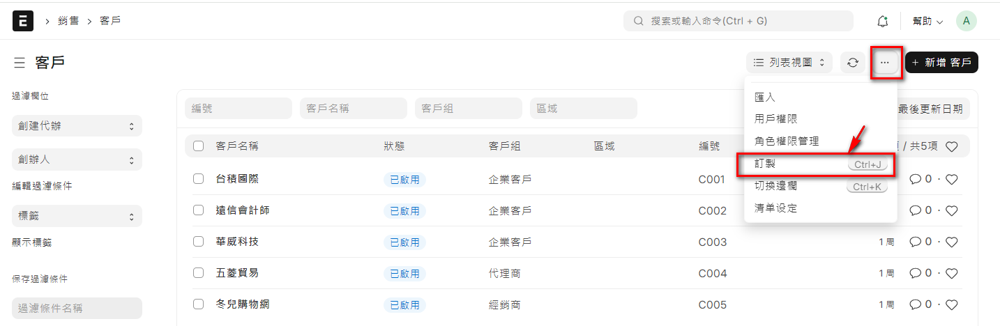 E > 銷售 > 客戶
搜索或輸入命令(Ctrl + G)
幫助
A
客戶
列表視圖
...
+ 新增 客戶
過濾欄位
創建代辦
創辦人
編輯過濾條件
標籤
顯示標籤
保存過濾條件
過濾條件名稱
編號 客戶名稱 客戶組 區域 最後更新日期
客戶名稱 狀態 客戶組 區域 編號 / 共5項
台積國際 已啟用 企業客戶 C001 0 ·
遠信會計師 已啟用 企業客戶 C002 0 ·
華威科技 已啟用 企業客戶 C003 1 周 0 ·
五菱貿易 已啟用 代理商 C004 1 周 0 ·
冬兒購物網 已啟用 經銷商 C005 1 周 0 ·
匯入
用戶權限
角色權限管理
訂製 Ctrl+J
切換邊欄 Ctrl+K
清单设定